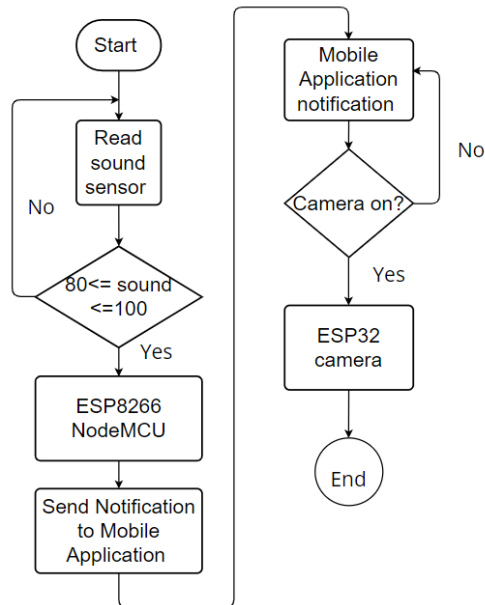 Start
Read
sound
sensor
No
80<= sound
<=100
Yes
ESP8266
NodeMCU
Send Notification
to Mobile
Application
Mobile
Application
notification
No
Camera on?
Yes
ESP32
camera
End